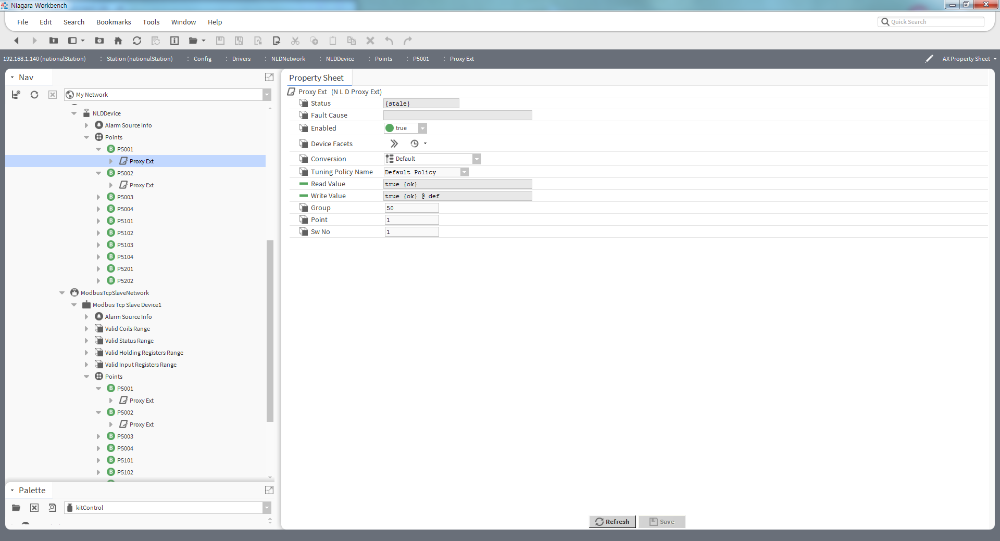 Niagara Workbench
File Edit Search Bookmarks Tools Window Help
Quick Search
192.168.1.140 (nationalStation) : Station (nationalStation) : Config : Drivers : NLDNetwork : NLDDevice : Points : P5001 : Proxy Ext
AX Property Sheet
Nav
My Network
NLDDevice
Alarm Source Info
Points
P5001
Proxy Ext
P5002
Proxy Ext
P5003
P5004
P5101
P5102
P5103
P5104
P5201
P5202
ModbusTcpSlaveNetwork
Modbus Tcp Slave Device1
Alarm Source Info
Valid Coils Range
Valid Status Range
Valid Holding Registers Range
Valid Input Registers Range
Points
P5001
Proxy Ext
P5002
Proxy Ext
P5003
P5004
P5101
P5102
Palette
kitControl
Property Sheet
Proxy Ext (N L D Proxy Ext)
Status {stale}
Fault Cause
Enabled true
Device Facets
Conversion Default
Tuning Policy Name Default Policy
Read Value true {ok}
Write Value true {ok} @ def
Group 50
Point 1
Sw No 1
Refresh Save